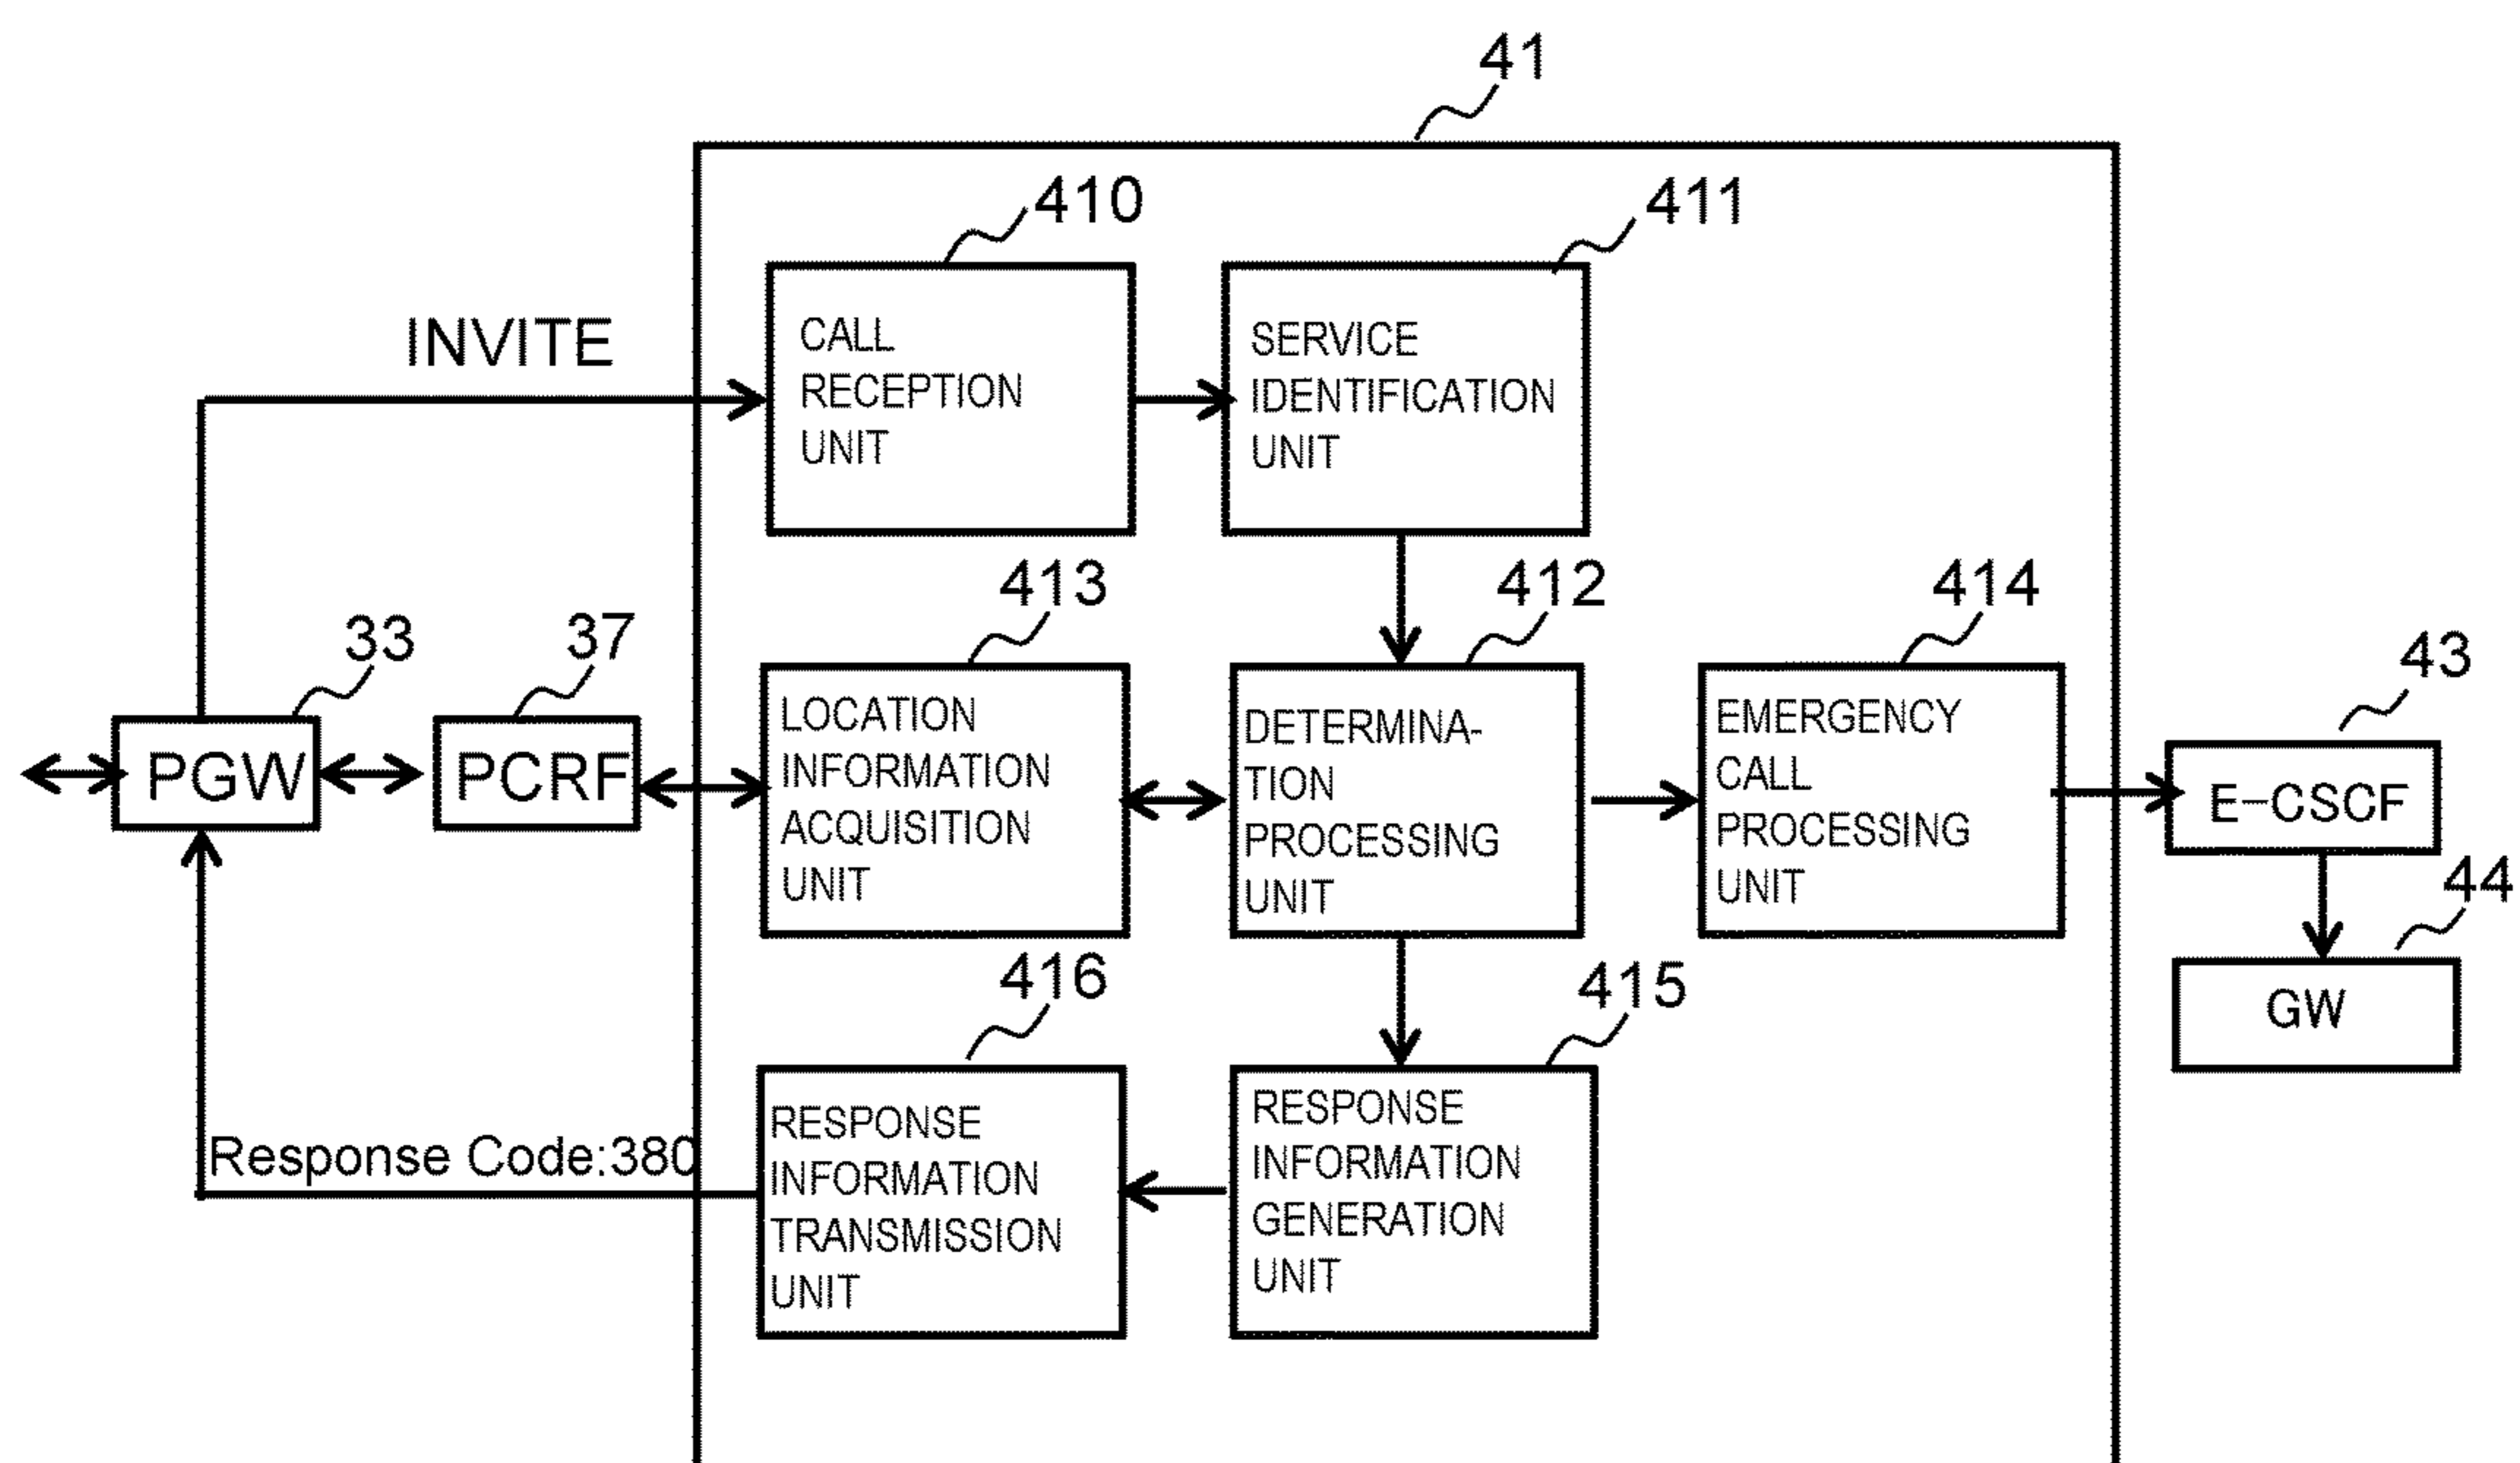 41
410
411
INVITE
CALL
RECEPTION
UNIT
SERVICE
IDENTIFICATION
UNIT
413
412
414
33
37
43
PGW
PCRF
LOCATION
INFORMATION
ACQUISITION
UNIT
DETERMINA-
TION
PROCESSING
UNIT
EMERGENCY
CALL
PROCESSING
UNIT
E-CSCF
44
GW
416
415
Response Code:380
RESPONSE
INFORMATION
TRANSMISSION
UNIT
RESPONSE
INFORMATION
GENERATION
UNIT